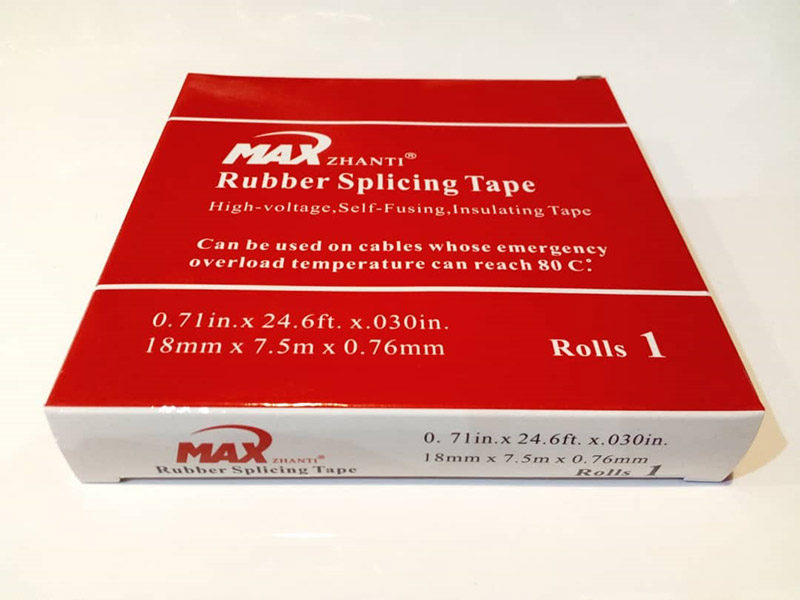 MAX ZHANTI®
Rubber Splicing Tape
High-voltage,Self-Fusing,Insulating Tape
Can be used on cables whose emergency
overload temperature can reach 80 C:
0.71in.x 24.6ft. x.030in.
18mm x 7.5m x 0.76mm
Rolls 1
MAX ZHANTI®
Rubber Splicing Tape
0. 71in.x 24.6ft. x.030in.
18mm x 7.5m x 0.76mm
Rolls 1